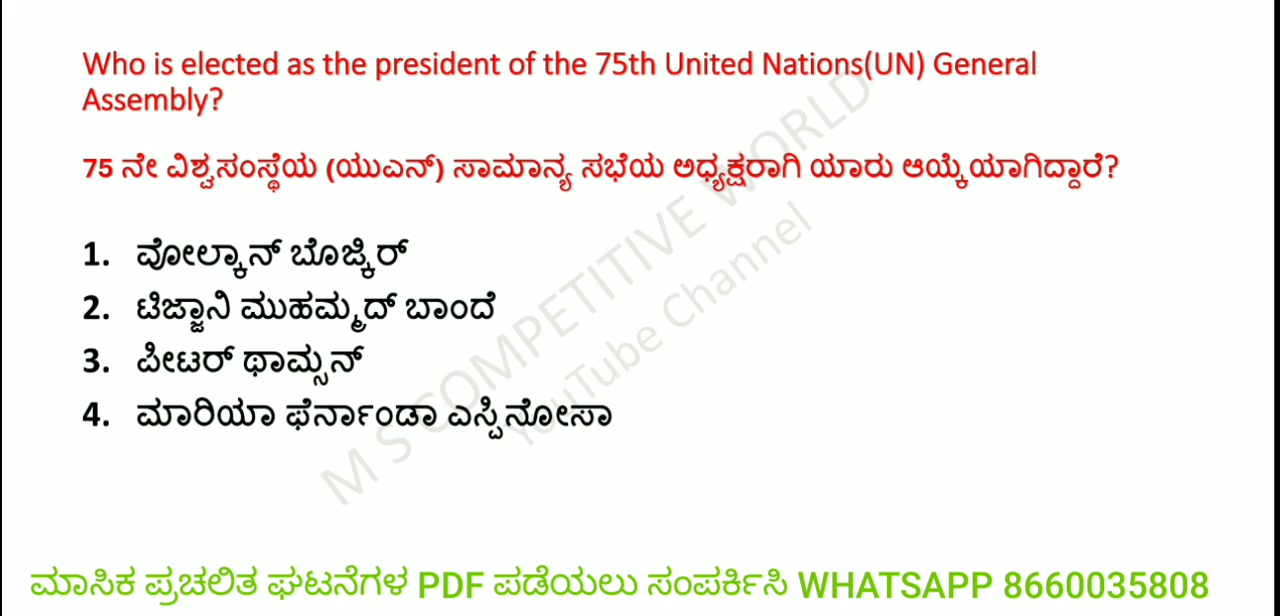 Who is elected as the president of the 75th United Nations(UN) General
Assembly?
75 ನೇ ವಿಶ್ವಸಂಸ್ಥೆಯ (ಯುಎನ್) ಸಾಮಾನ್ಯ ಸಭೆಯ ಅಧ್ಯಕ್ಷರಾಗಿ ಯಾರು ಆಯ್ಕೆಯಾಗಿದ್ದಾರೆ?
1. ವೋಲ್ಕಾನ್ ಬೊಜ್ಕಿರ್
2. ಟಿಜ್ಜಾನಿ ಮುಹಮ್ಮದ್ ಬಾಂದೆ
3. ಪೀಟರ್ ಥಾಮ್ಸನ್
4. ಮಾರಿಯಾ ಫೆರ್ನಾಂಡಾ ಎಸ್ಪಿನೋಸಾ
M S COMPETITIVE WORLD
YouTube Channel
ಮಾಸಿಕ ಪ್ರಚಲಿತ ಘಟನೆಗಳ PDF ಪಡೆಯಲು ಸಂಪರ್ಕಿಸಿ WHATSAPP 8660035808